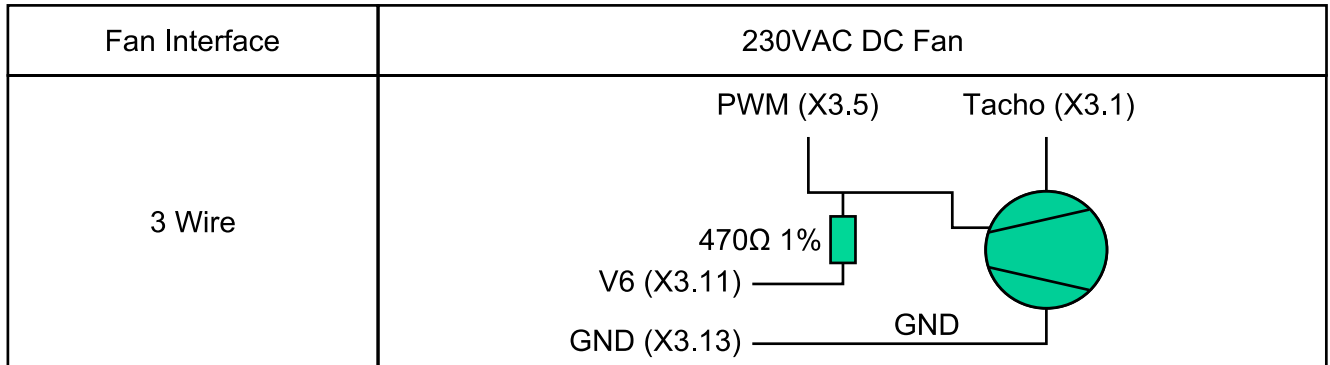 Fan Interface
230VAC DC Fan
3 Wire
PWM (X3.5)
Tacho (X3.1)
470Ω 1%
V6 (X3.11)
GND (X3.13)
GND